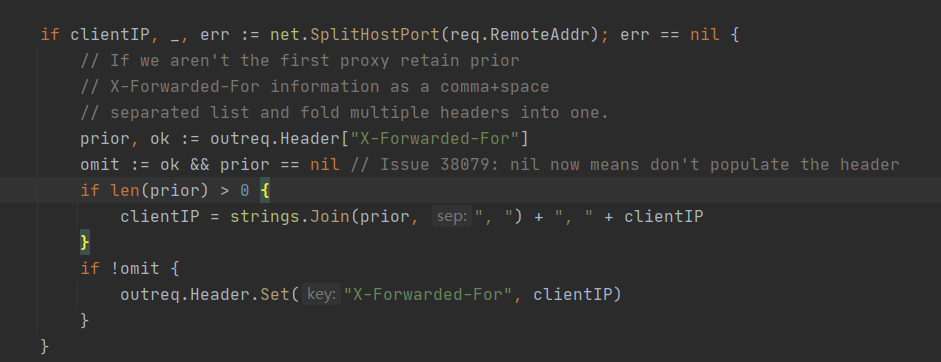 if clientIP, _, err := net.SplitHostPort(req.RemoteAddr); err == nil {
// If we aren't the first proxy retain prior
// X-Forwarded-For information as a comma+space
// separated list and fold multiple headers into one.
prior, ok := outreq.Header["X-Forwarded-For"]
omit := ok && prior == nil // Issue 38079: nil now means don't populate the header
if len(prior) > 0 {
clientIP = strings.Join(prior, sep: ", ") + ", " + clientIP
}
if !omit {
outreq.Header.Set( key: "X-Forwarded-For", clientIP)
}
}